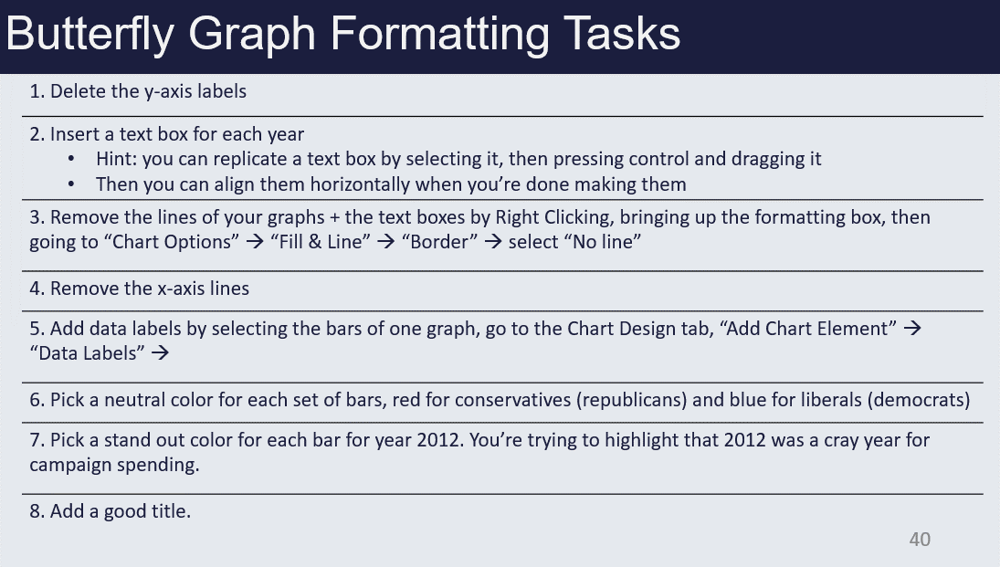 Butterfly Graph Formatting Tasks
1. Delete the y-axis labels
2. Insert a text box for each year
• Hint: you can replicate a text box by selecting it, then pressing control and dragging it
• Then you can align them horizontally when you’re done making them
3. Remove the lines of your graphs + the text boxes by Right Clicking, bringing up the formatting box, then
going to “Chart Options” → “Fill & Line” → “Border” → select “No line”
4. Remove the x-axis lines
5. Add data labels by selecting the bars of one graph, go to the Chart Design tab, “Add Chart Element” →
“Data Labels” →
6. Pick a neutral color for each set of bars, red for conservatives (republicans) and blue for liberals (democrats)
7. Pick a stand out color for each bar for year 2012. You’re trying to highlight that 2012 was a cray year for
campaign spending.
8. Add a good title.
40